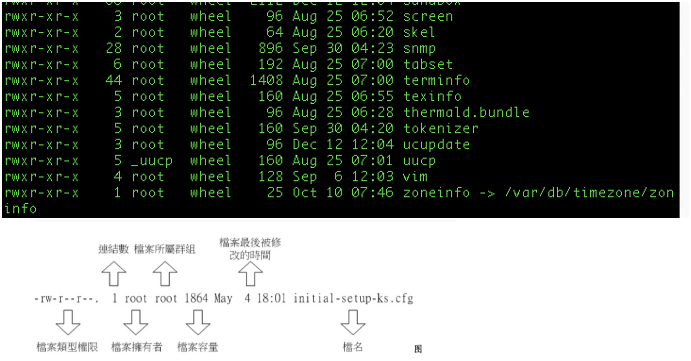 rwxr-xr-x 3 root wheel 96 Aug 25 06:52 screen
rwxr-xr-x 2 root wheel 64 Aug 25 06:20 skel
rwxr-xr-x 28 root wheel 896 Sep 30 04:23 snmp
rwxr-xr-x 6 root wheel 192 Aug 25 07:00 tabset
rwxr-xr-x 44 root wheel 1408 Aug 25 07:00 terminfo
rwxr-xr-x 5 root wheel 160 Aug 25 06:55 texinfo
rwxr-xr-x 3 root wheel 96 Aug 25 06:28 thermald.bundle
rwxr-xr-x 5 root wheel 160 Sep 30 04:20 tokenizer
rwxr-xr-x 3 root wheel 96 Dec 12 12:04 ucupdate
rwxr-xr-x 5 _uucp wheel 160 Aug 25 07:01 uucp
rwxr-xr-x 4 root wheel 128 Sep 6 12:03 vim
rwxr-xr-x 1 root wheel 25 Oct 10 07:46 zoneinfo -> /var/db/timezone/zon
info
連結數 檔案所屬群組 檔案最後被修
改的時間
-rw-r--r--. 1 root root 1864 May 4 18:01 initial-setup-ks.cfg
檔案類型權限 檔案擁有者 檔案容量 檔名
图